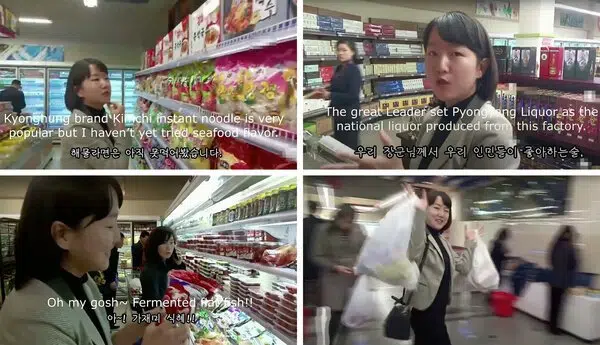 Kyonghung brand Kimchi instant noodle is very
popular but I haven't yet tried seafood flavor.
해물라면은 아직 못먹어봤습니다.
The great Leader set Pyongyang Liquor as the
national liquor produced from this factory.
우리 장군님께서 우리 인민들이 좋아하는술.
Oh my gosh~ Fermented flat fish!!
아~! 가재미 식혜!!